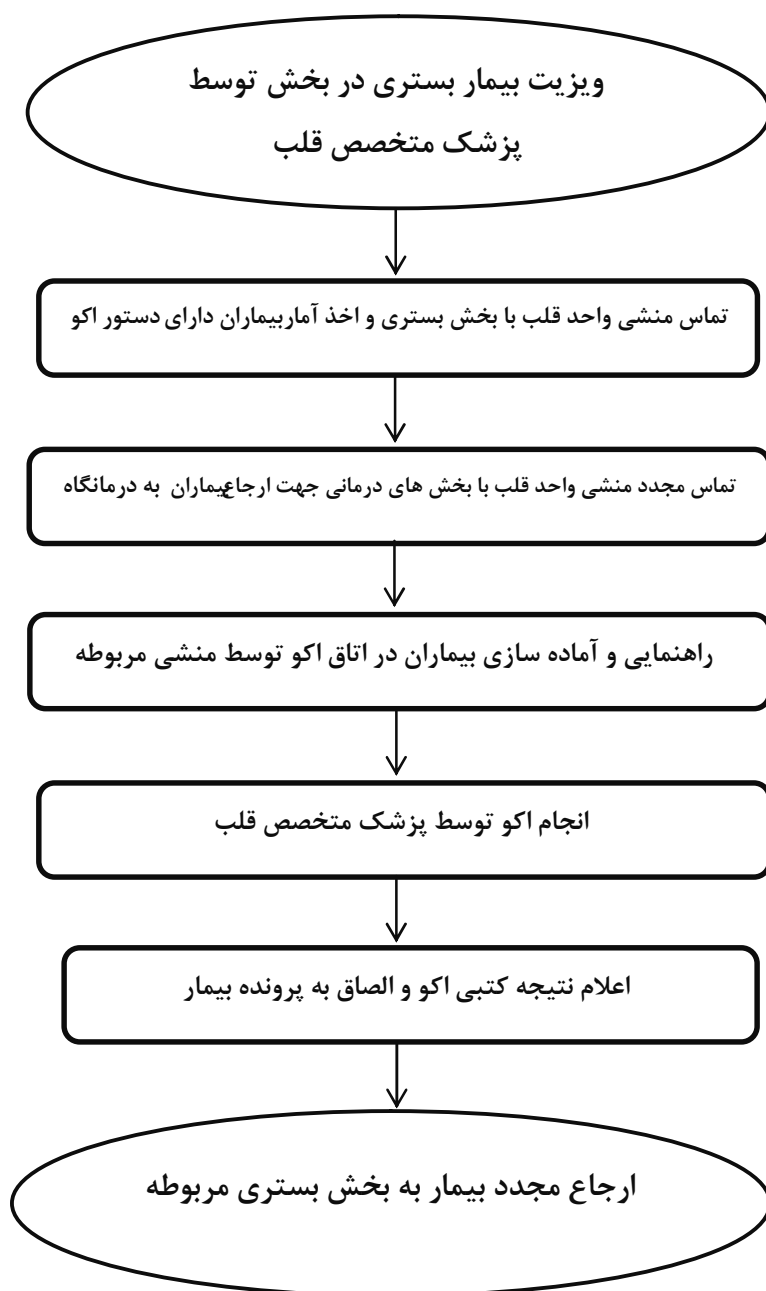 ویزیت بیمار بستری در بخش توسط
پزشک متخصص قلب
تماس منشی واحد قلب با بخش بستری و اخذ آماربیماران دارای دستور اکو
تماس مجدد منشی واحد قلب با بخش های درمانی جهت ارجاع بیماران به درمانگاه
راهنمایی و آماده سازی بیماران در اتاق اکو توسط منشی مربوطه
انجام اکو توسط پزشک متخصص قلب
اعلام نتیجه کتبی اکو و الصاق به پرونده بیمار
ارجاع مجدد بیمار به بخش بستری مربوطه